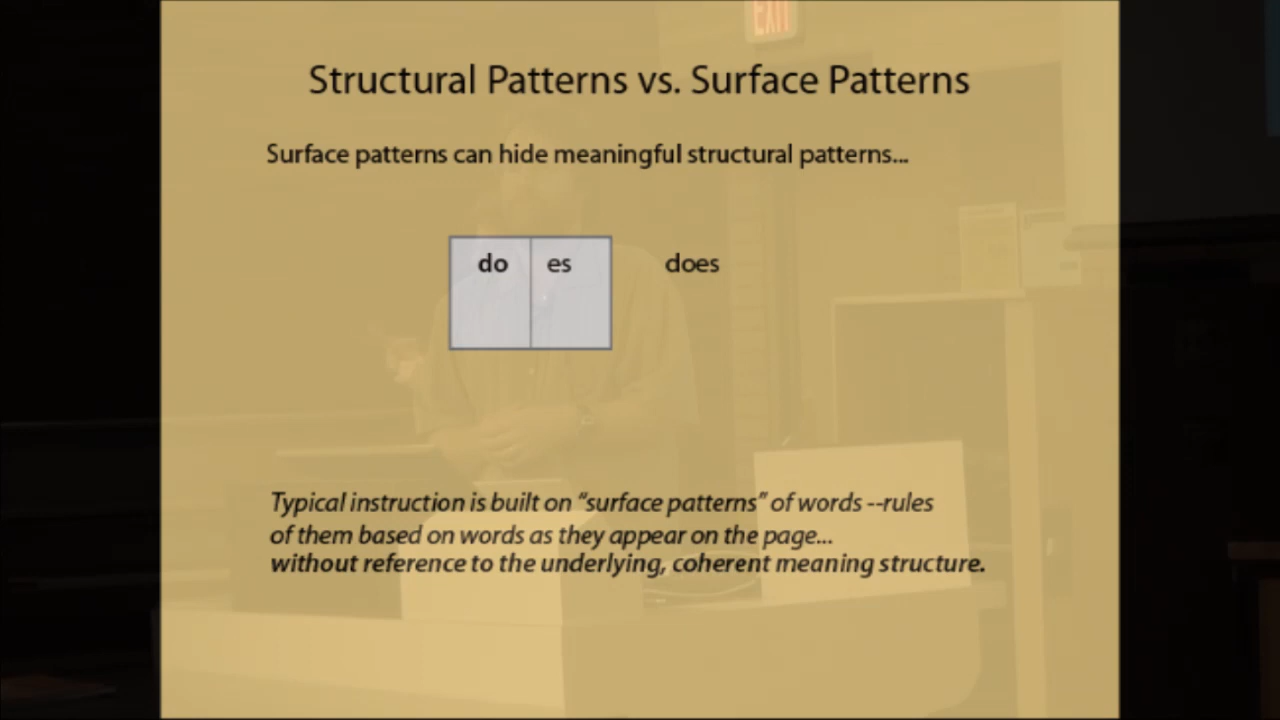 EXIT
Structural Patterns vs. Surface Patterns
Surface patterns can hide meaningful structural patterns...
do es does
Typical instruction is built on “surface patterns” of words --rules
of them based on words as they appear on the page...
without reference to the underlying, coherent meaning structure.